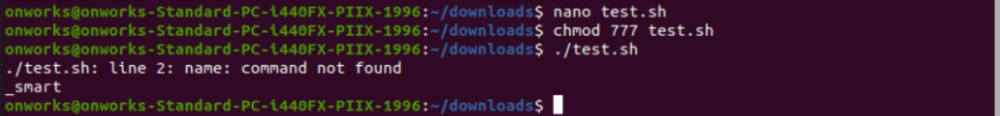 onworks@onworks-Standard-PC-i440FX-PIIX-1996:~/downloads$ nano test.sh
onworks@onworks-Standard-PC-i440FX-PIIX-1996:~/downloads$ chmod 777 test.sh
onworks@onworks-Standard-PC-i440FX-PIIX-1996:~/downloads$ ./test.sh
./test.sh: line 2: name: command not found
_smart
onworks@onworks-Standard-PC-i440FX-PIIX-1996:~/downloads$